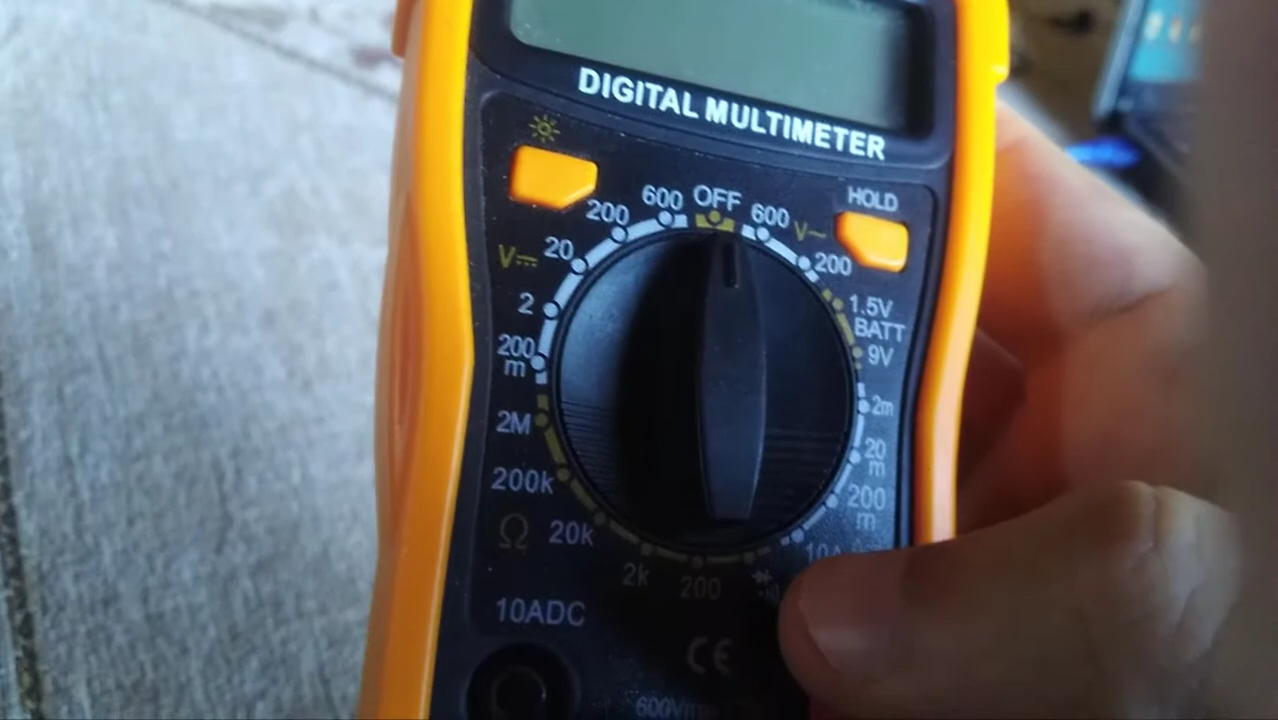 DIGITAL MULTIMETER
HOLD
OFF
600
200
20
2
200
m
V
600
V~
200
1.5V
BATT
9V
2m
20
m
200
m
10A
2M
200k
Ω
20k
2k
200
10ADC
CE